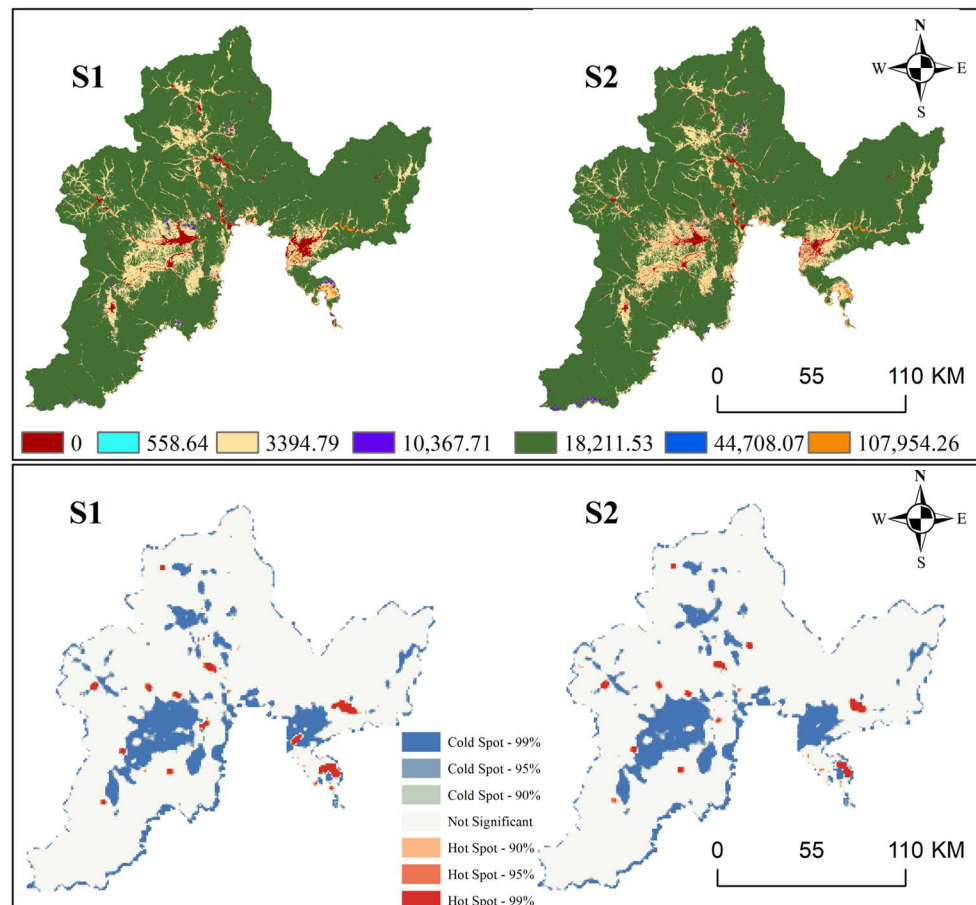 S1
S2
N
W E
S
0 55 110 KM
0 558.64 3394.79 10,367.71 18,211.53 44,708.07 107,954.26
S1
S2
N
W E
S
Cold Spot - 99%
Cold Spot - 95%
Cold Spot - 90%
Not Significant
Hot Spot - 90%
Hot Spot - 95%
Hot Spot - 99%
0 55 110 KM